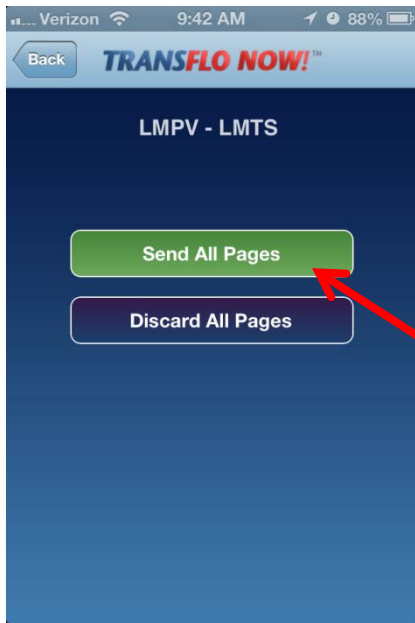 Verizon 9:42 AM 88%
Back TRANSFLO NOW!™
LMPV - LMTS
Send All Pages
Discard All Pages